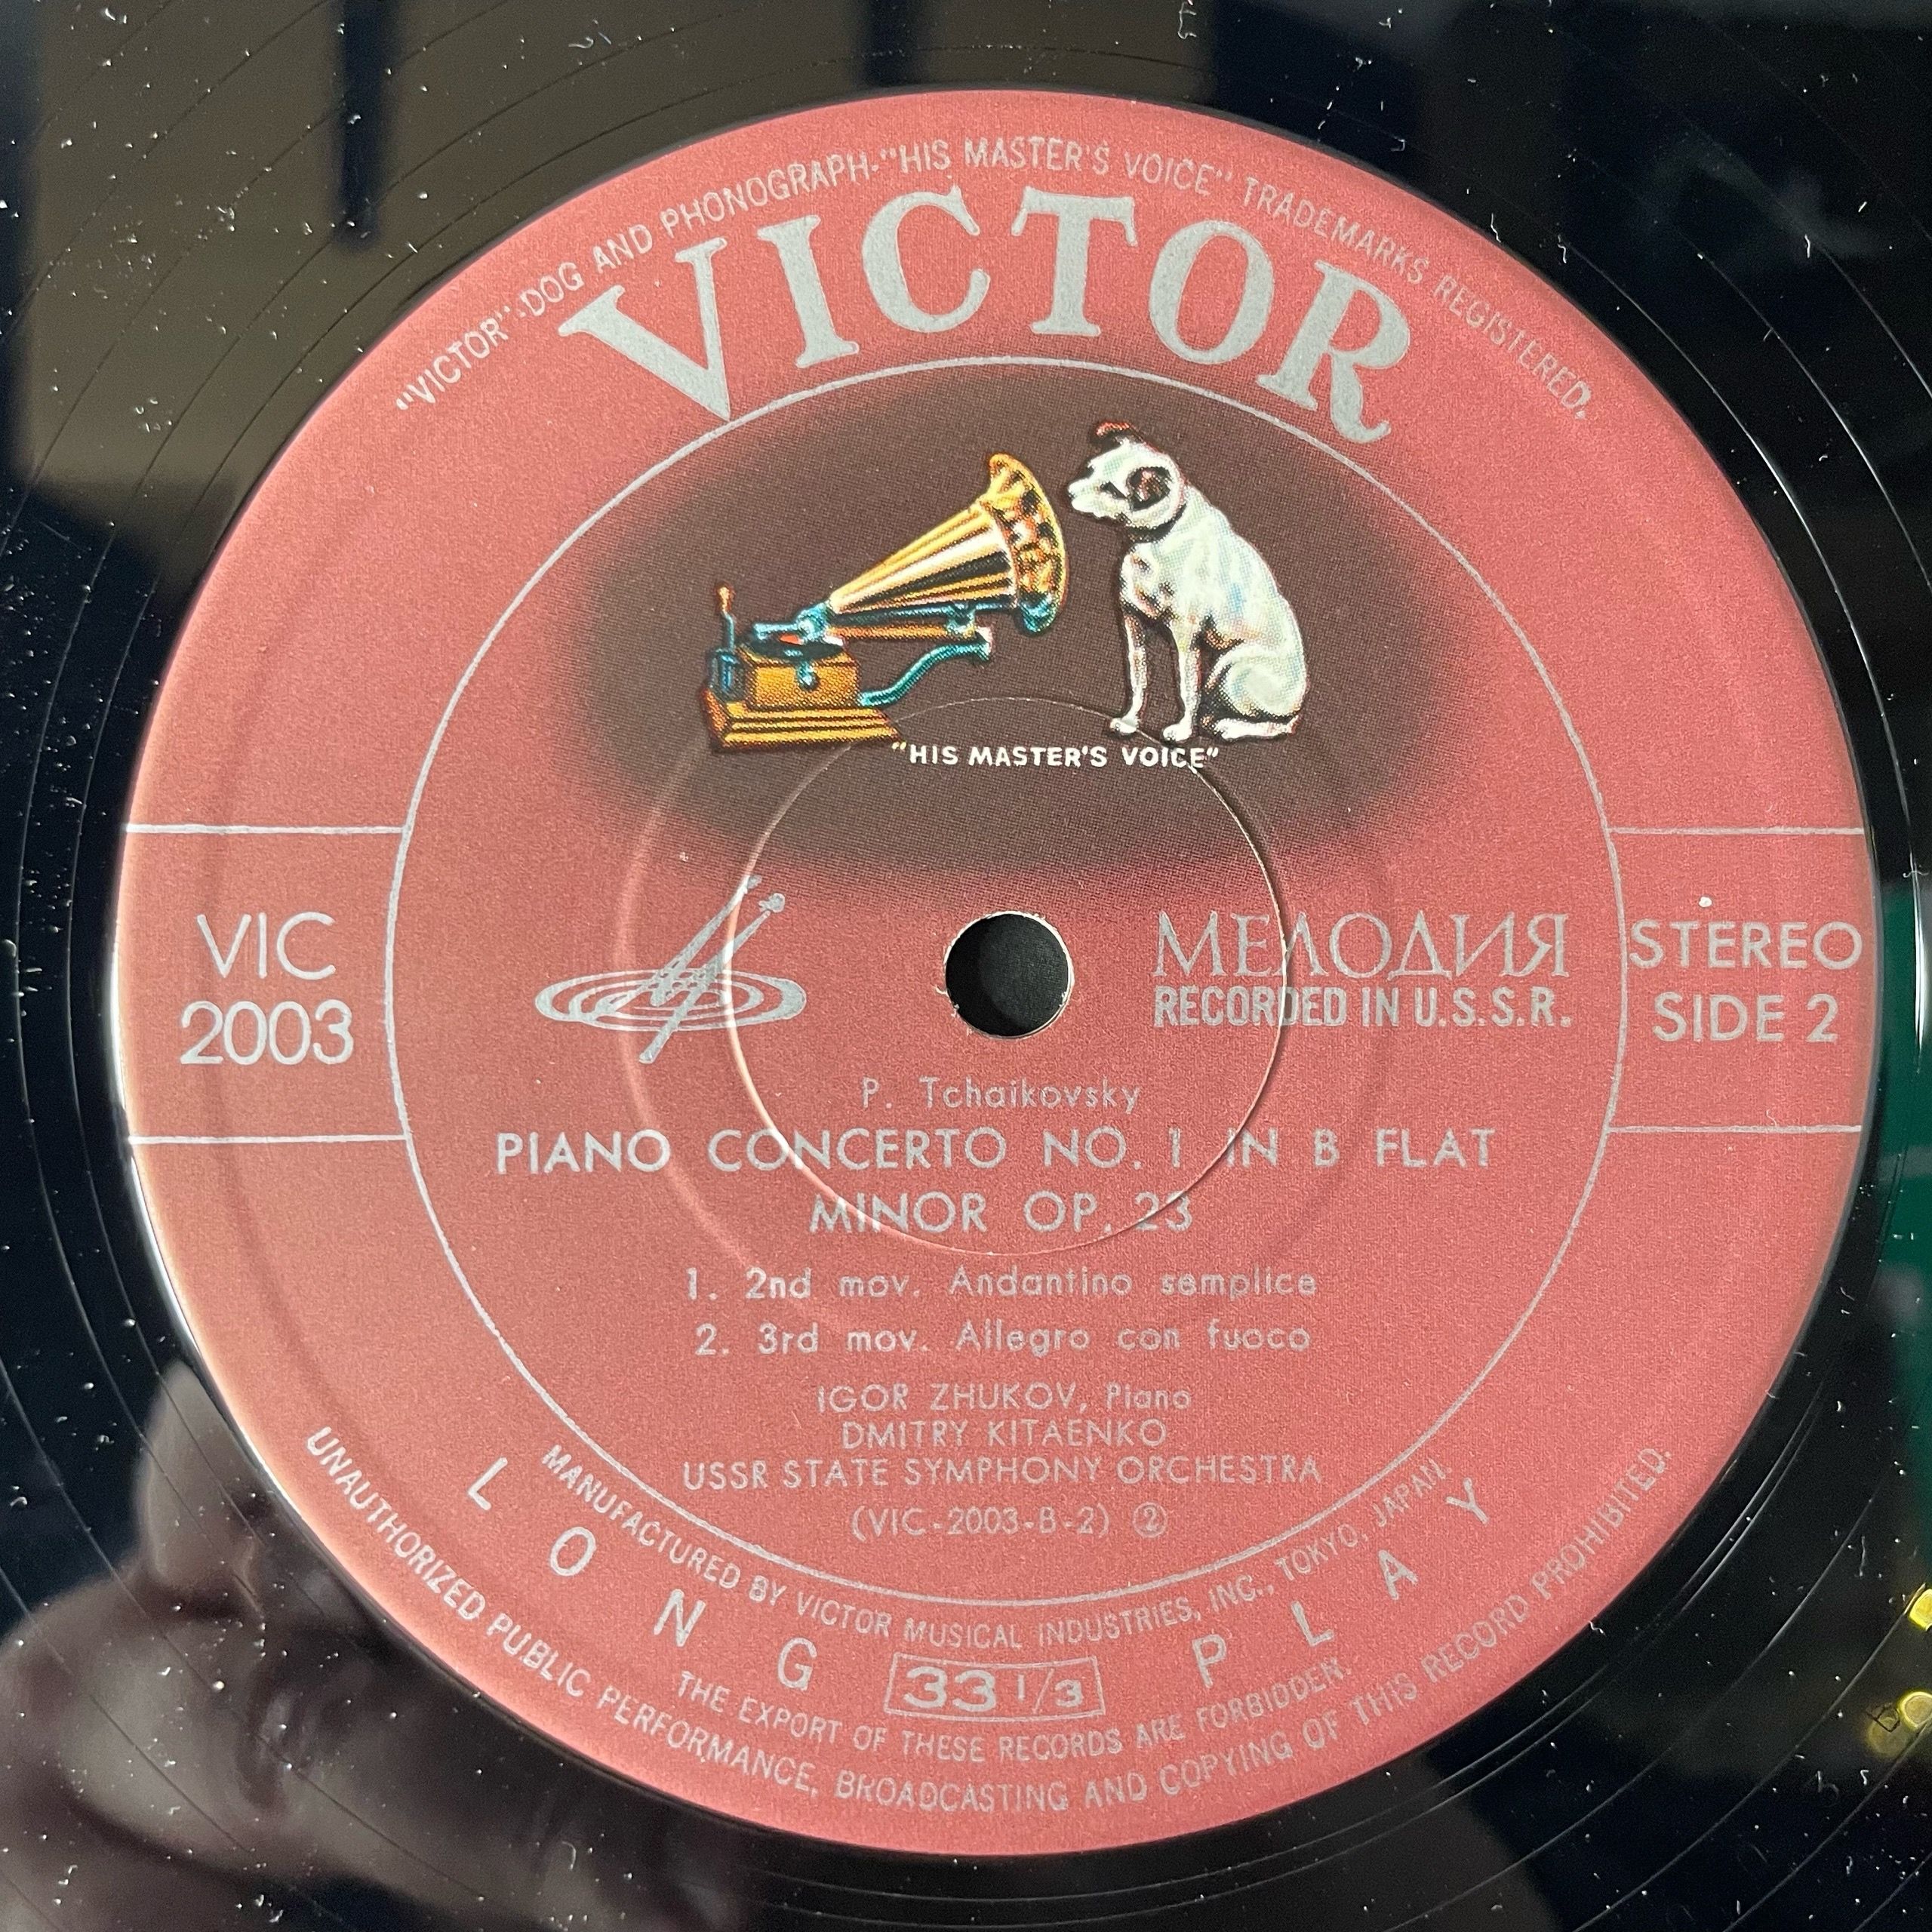 "VICTOR"-DOG AND PHONOGRAPH-"HIS MASTER'S VOICE" TRADEMARKS REGISTERED.
VICTOR
"HIS MASTER'S VOICE"
VIC
2003
МЕЛОДИЯ
RECORDED IN U.S.S.R.
STEREO
SIDE 2
P. Tchaikovsky
PIANO CONCERTO NO. 1 IN B FLAT
MINOR OP. 23
1. 2nd mov. Andantino semplice
2. 3rd mov. Allegro con fuoco
IGOR ZHUKOV, Piano
DMITRY KITAENKO
USSR STATE SYMPHONY ORCHESTRA
(VIC-2003-B-2) ②
MANUFACTURED BY VICTOR MUSICAL INDUSTRIES, INC., TOKYO, JAPAN.
LONG PLAY
33 1/3
THE EXPORT OF THESE RECORDS ARE FORBIDDEN.
UNAUTHORIZED PUBLIC PERFORMANCE, BROADCASTING AND COPYING OF THIS RECORD PROHIBITED.